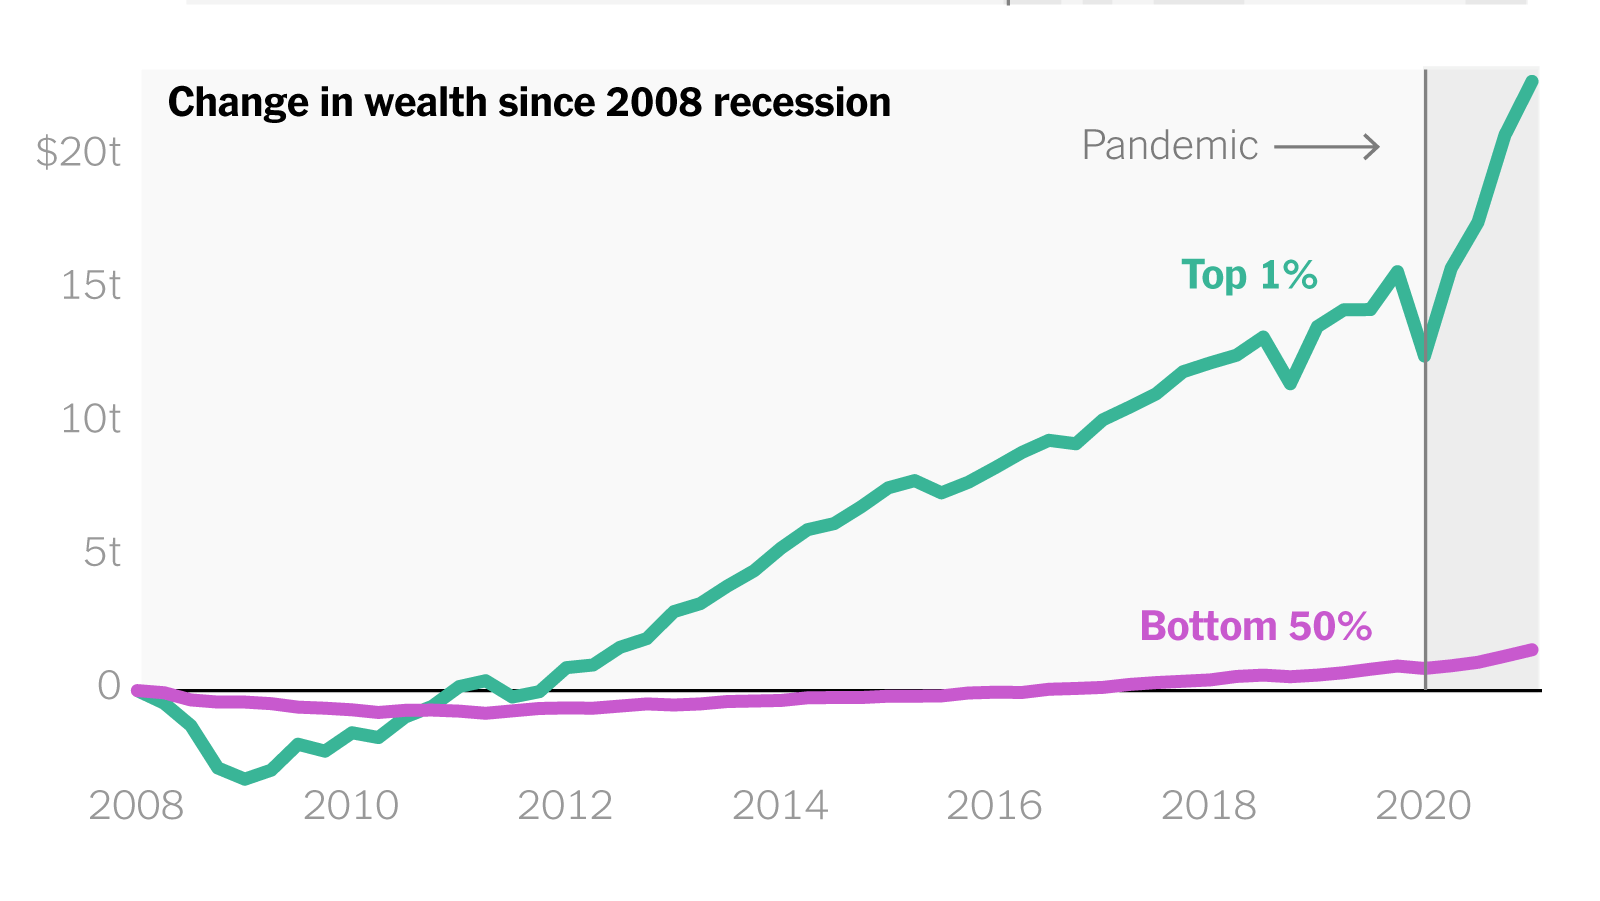 Change in wealth since 2008 recession
$20t
Pandemic
15t
Top 1%
10t
5t
Bottom 50%
0
2008 2010 2012 2014 2016 2018 2020